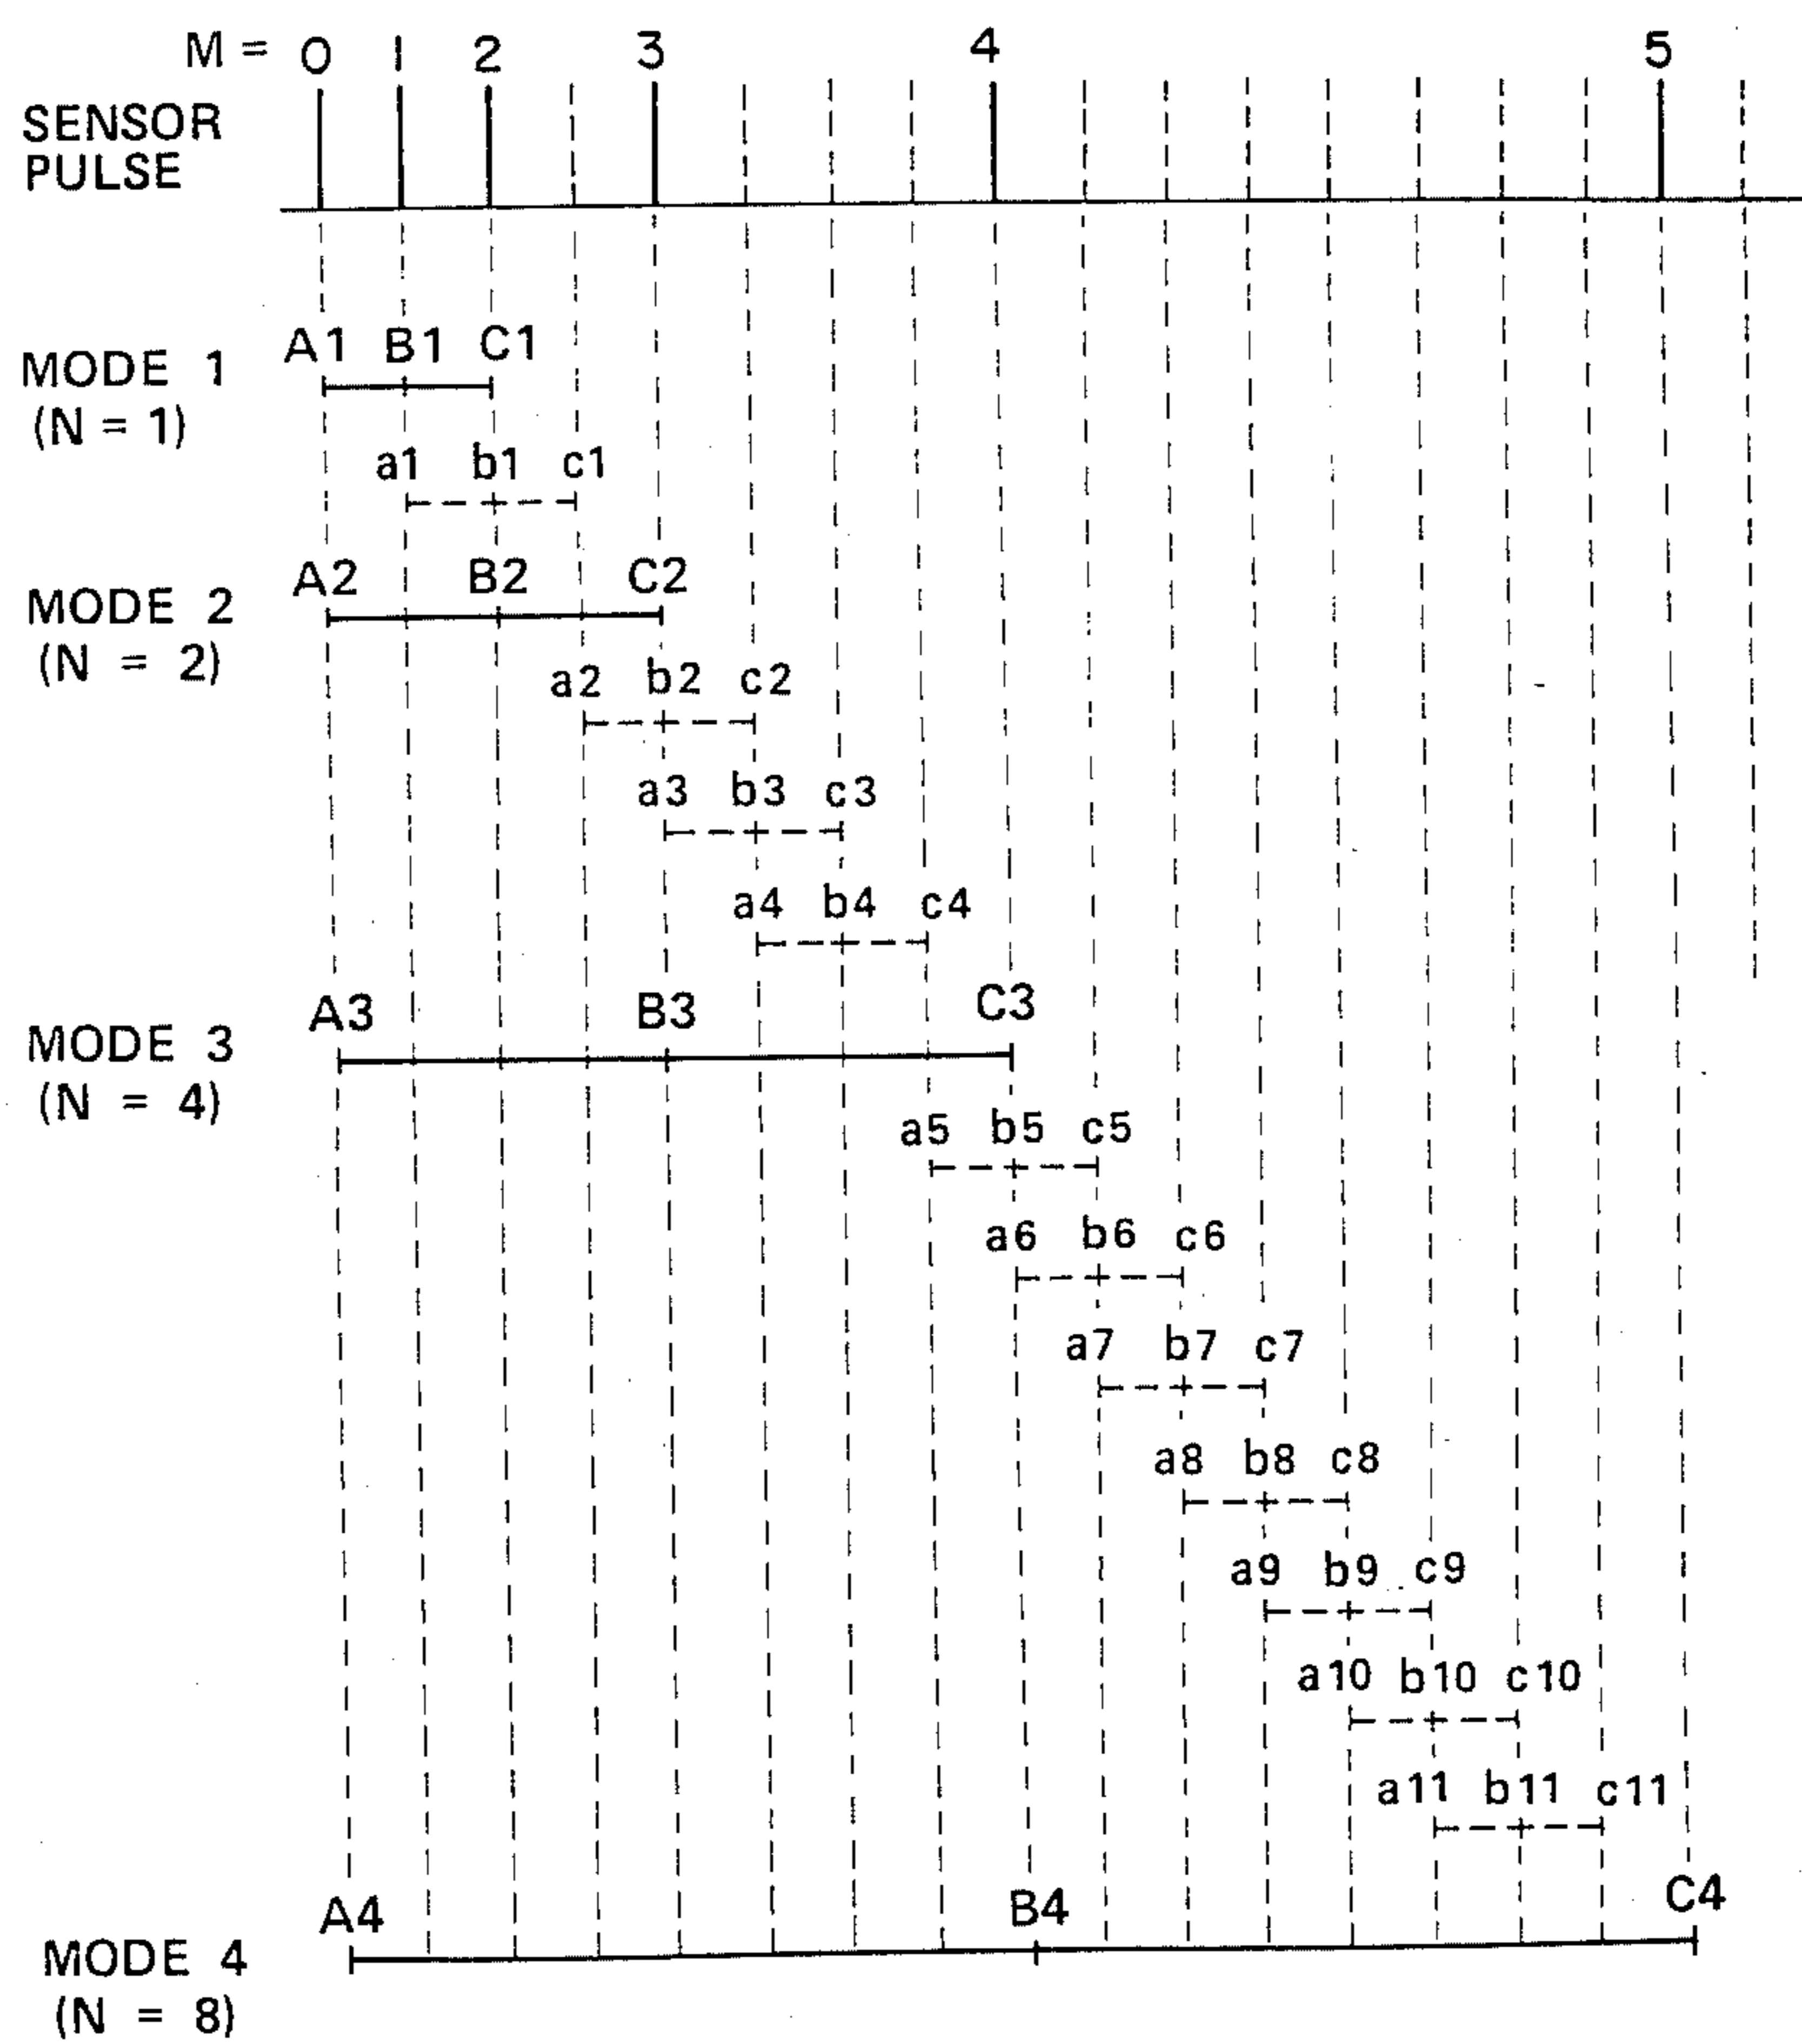 M = 0 1 2 3 4 5
SENSOR
PULSE
A1 B1 C1
MODE 1
(N = 1)
a1 b1 c1
A2 B2 C2
MODE 2
(N = 2)
a2 b2 c2
a3 b3 c3
a4 b4 c4
A3 B3 C3
MODE 3
(N = 4)
a5 b5 c5
a6 b6 c6
a7 b7 c7
a8 b8 c8
a9 b9 c9
a10 b10 c10
a11 b11 c11
A4 B4 C4
MODE 4
(N = 8)